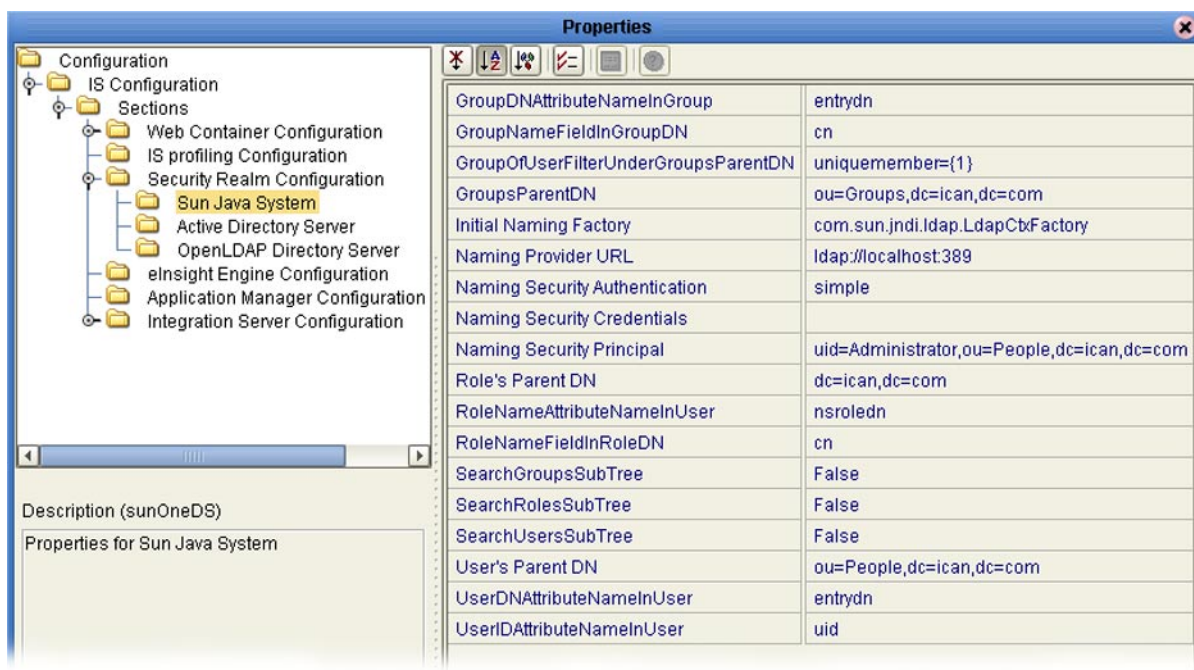 Properties
Configuration
IS Configuration
Sections
Web Container Configuration
IS profiling Configuration
Security Realm Configuration
Sun Java System
Active Directory Server
OpenLDAP Directory Server
eInsight Engine Configuration
Application Manager Configuration
Integration Server Configuration
Description (sunOneDS)
Properties for Sun Java System
GroupDNAttributeNameInGroup entrydn
GroupNameFieldInGroupDN cn
GroupOfUserFilterUnderGroupsParentDN uniquemember={1}
GroupsParentDN ou=Groups,dc=ican,dc=com
Initial Naming Factory com.sun.jndi.ldap.LdapCtxFactory
Naming Provider URL ldap://localhost:389
Naming Security Authentication simple
Naming Security Credentials
Naming Security Principal uid=Administrator,ou=People,dc=ican,dc=com
Role's Parent DN dc=ican,dc=com
RoleNameAttributeNameInUser nsroledn
RoleNameFieldInRoleDN cn
SearchGroupsSubTree False
SearchRolesSubTree False
SearchUsersSubTree False
User's Parent DN ou=People,dc=ican,dc=com
UserDNAttributeNameInUser entrydn
UserIDAttributeNameInUser uid